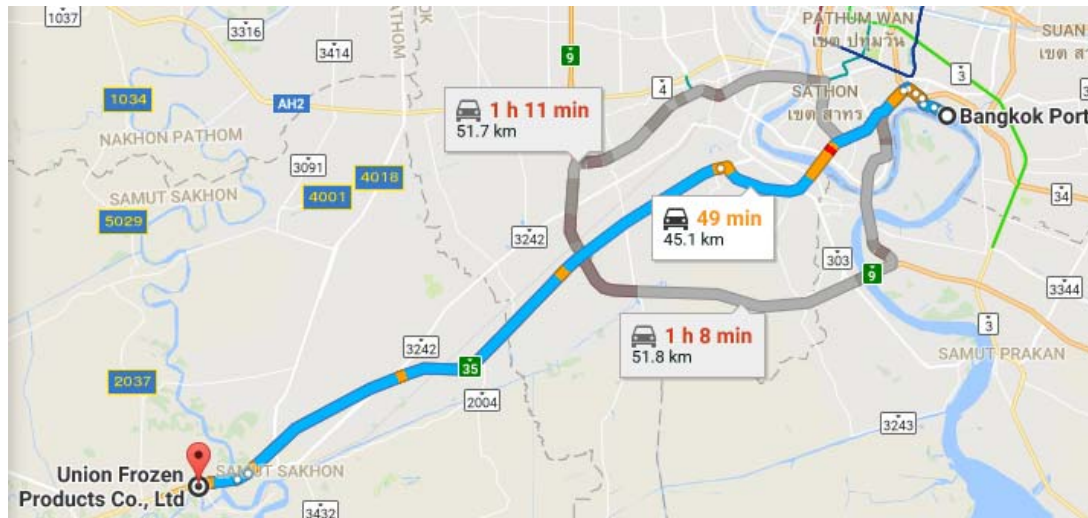 1037
3316
THOM
OK
3414
9
4
PATHUM WAN
เขต ปทุมวัน
3
SUAN
เขต ส
1034
AH2
NAKHON PATHOM
1 h 11 min
51.7 km
SATHON
เขต สาทร
Bangkok Port
3091
4018
4001
SAMUT SAKHON
5029
34
49 min
45.1 km
3242
303
9
3344
1 h 8 min
51.8 km
3
SAMUT PRAKAN
3242
35
2037
2004
3243
Union Frozen
Products Co., Ltd
SAMUT SAKHON
3432